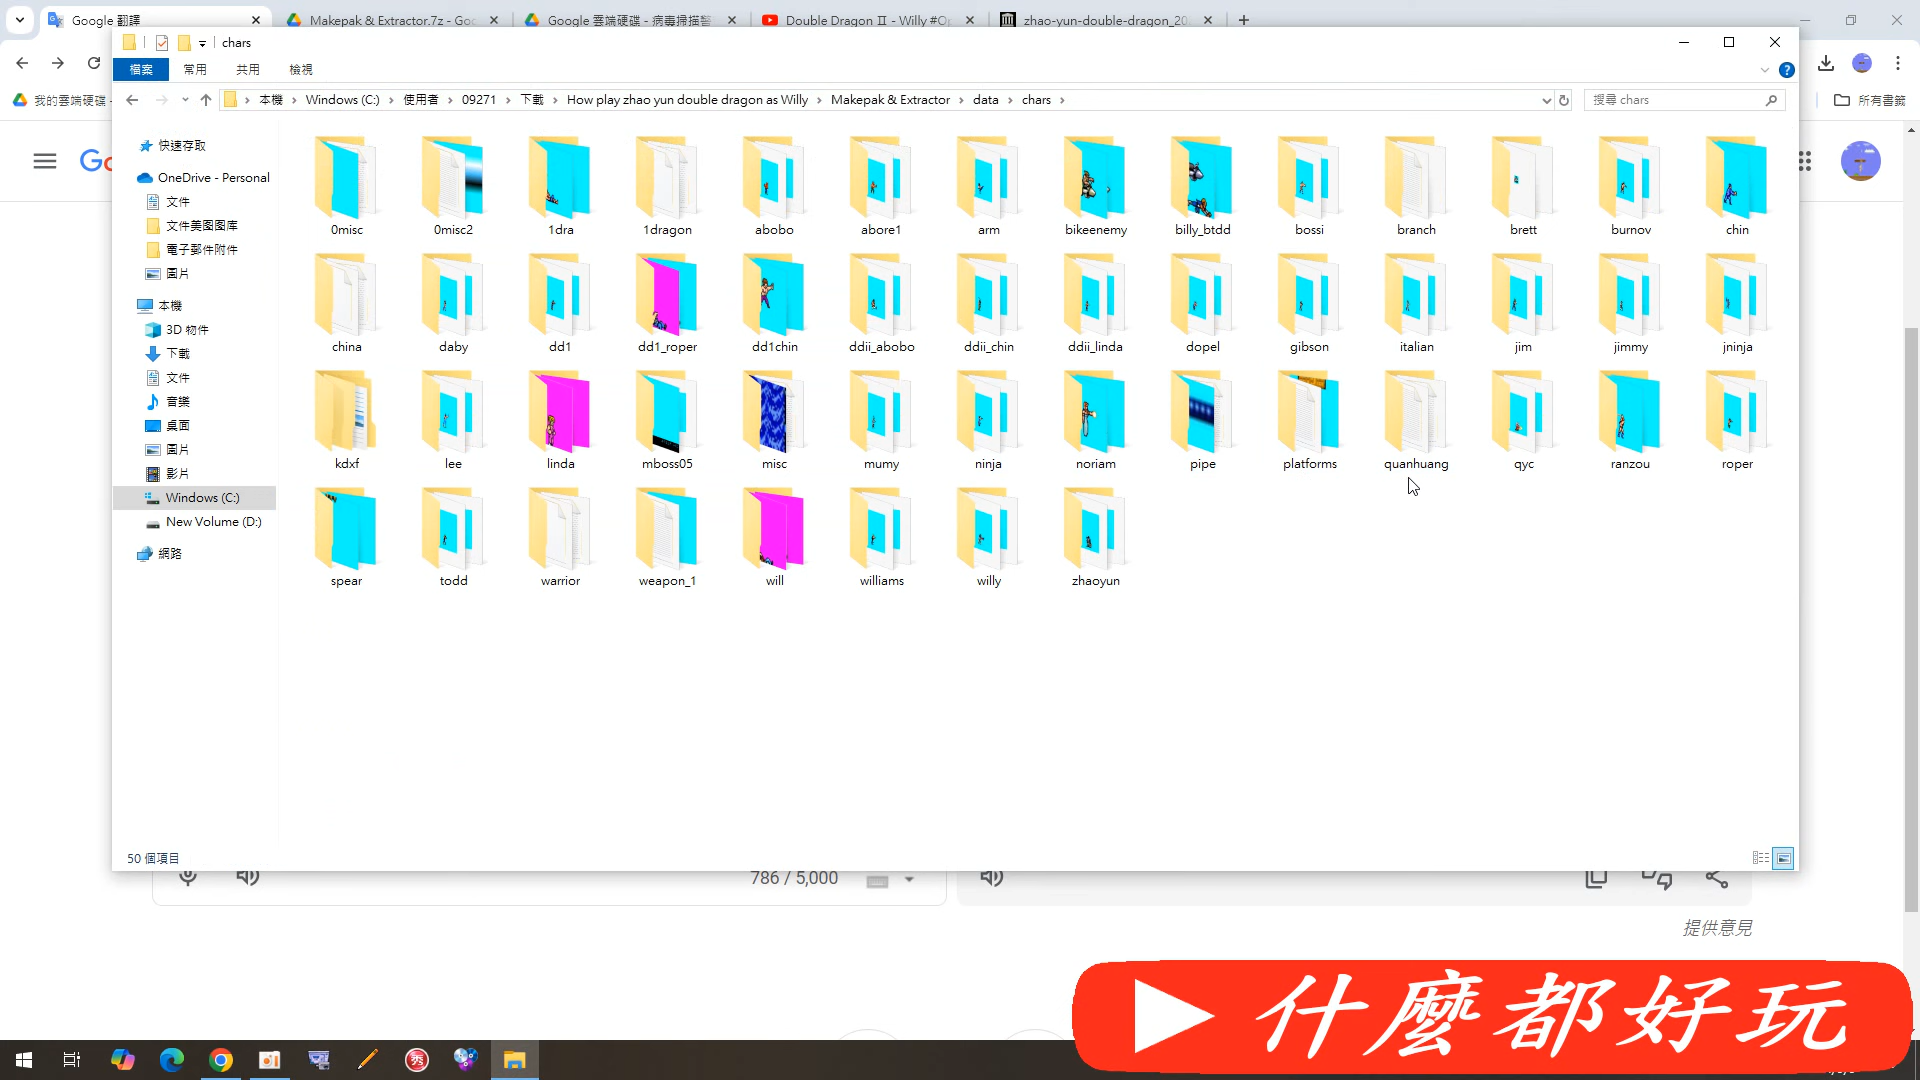 Google 翻譯
Makepak & Extractor.7z - Goo
Google 雲端硬碟 - 病毒掃描警
Double Dragon Ⅱ - Willy #Op
zhao-yun-double-dragon_20
chars
檔案 常用 共用 檢視
我的雲端硬碟 -
本機 Windows (C:) 使用者 09271 下載 How play zhao yun double dragon as Willy Makepak & Extractor data chars
搜尋 chars
所有書籤
快速存取
OneDrive - Personal
文件
文件美图图库
電子郵件附件
圖片
本機
3D 物件
下載
文件
音樂
桌面
圖片
影片
Windows (C:)
New Volume (D:)
網路
0misc 0misc2 1dra 1dragon abobo abore1 arm bikeenemy billy_btdd bossi branch brett burnov chin
china daby dd1 dd1_roper dd1chin ddii_abobo ddii_chin ddii_linda dopel gibson italian jim jimmy jninja
kdxf lee linda mboss05 misc mumy ninja noriam pipe platforms quanhuang qyc ranzou roper
spear todd warrior weapon_1 will williams willy zhaoyun
50 個項目
786 / 5,000
提供意見
什麼都好玩